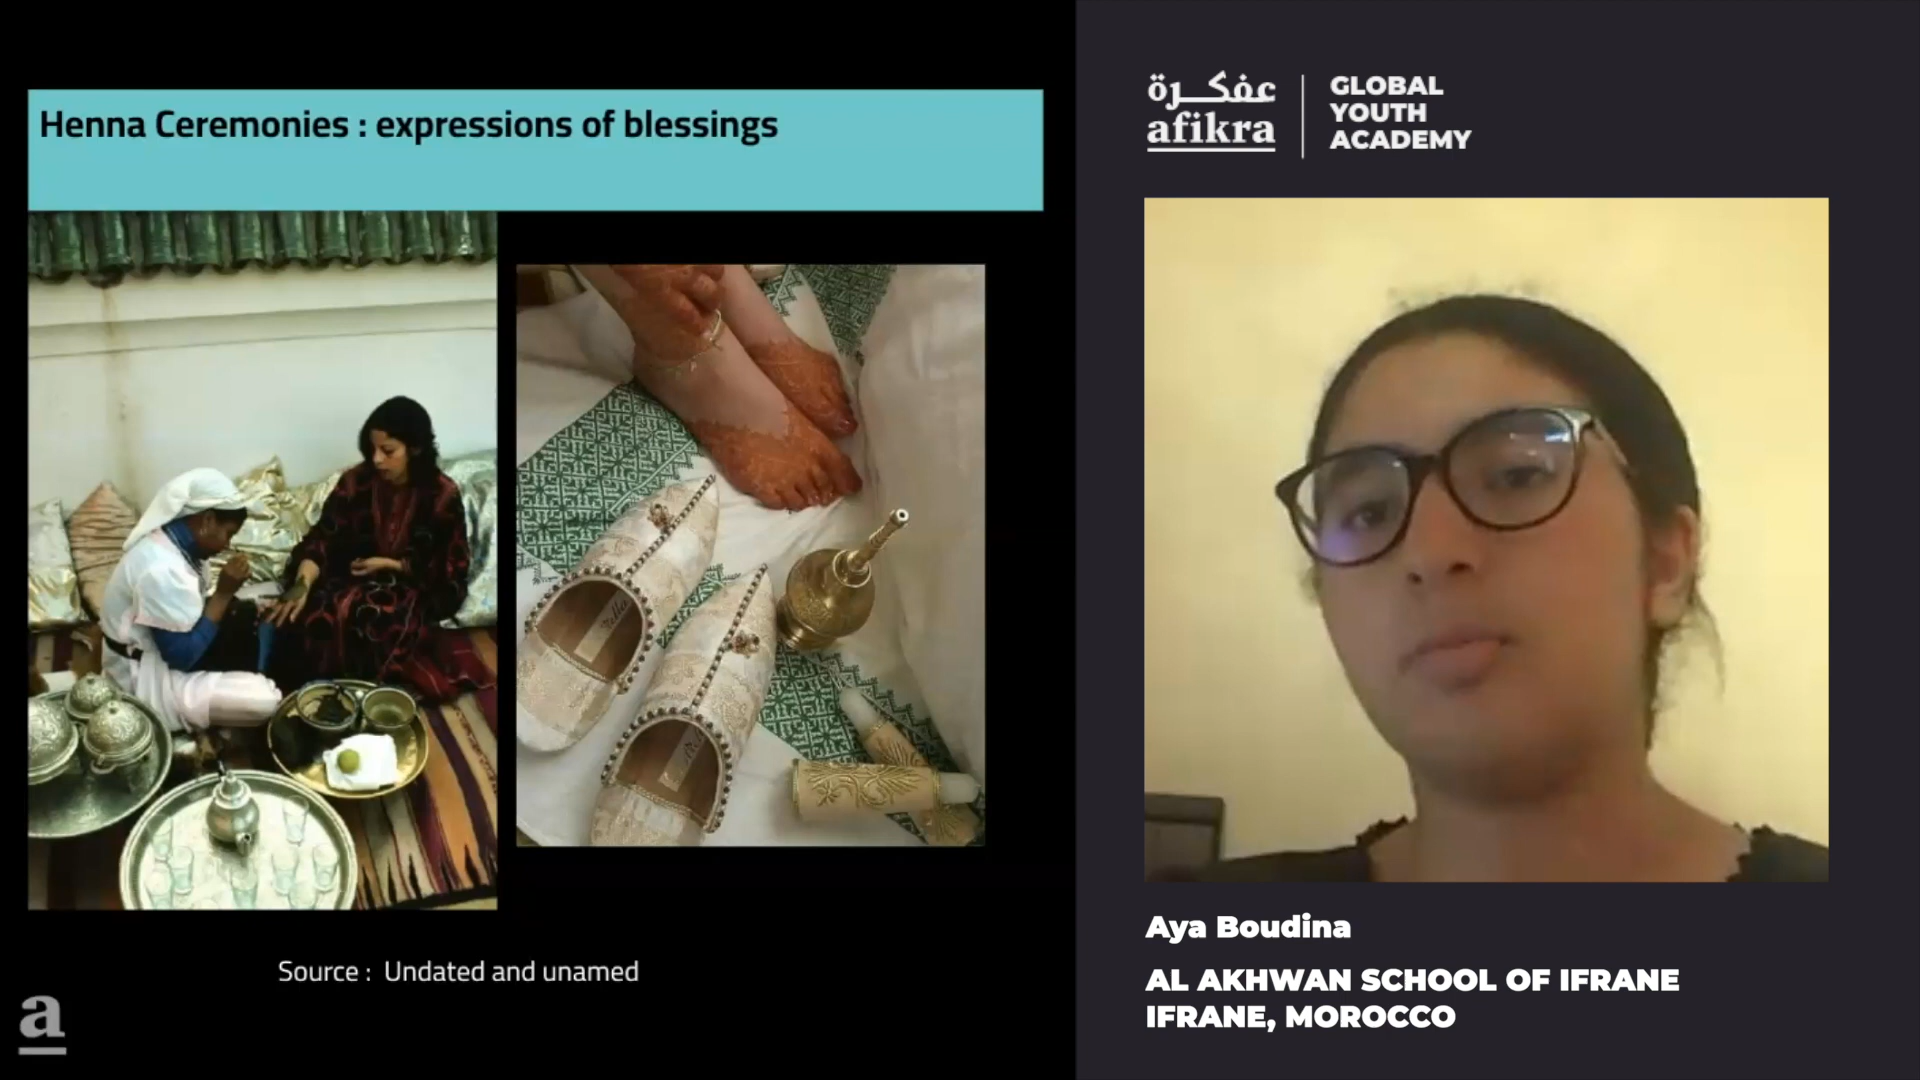 Henna Ceremonies : expressions of blessings
Source : Undated and unamed
a
عفكرة
afikra
GLOBAL
YOUTH
ACADEMY
Aya Boudina
AL AKHWAN SCHOOL OF IFRANE
IFRANE, MOROCCO